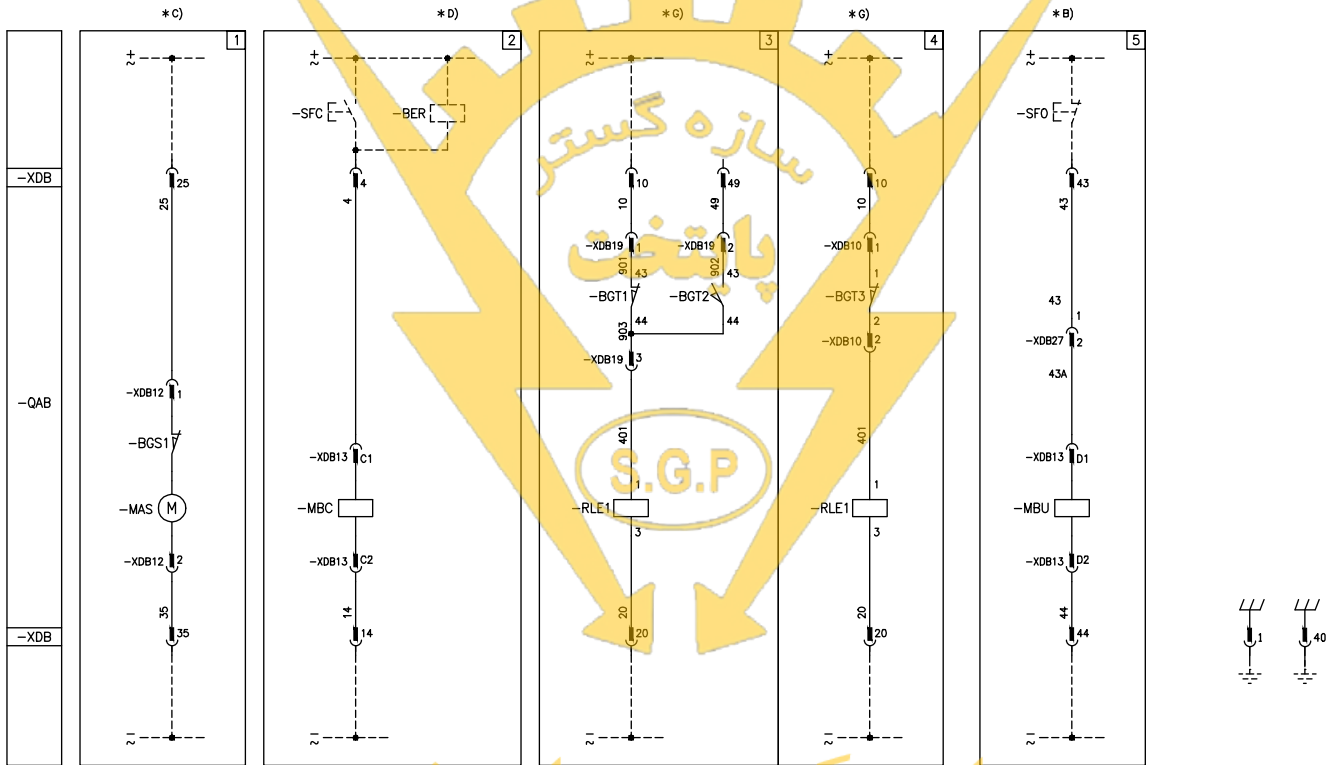 *C) *D) *G) *G) *B)
1 2 3 4 5
+ ~ + ~ + ~ + ~ + ~
-SFC -BER -SFO
سازه گستر
-XDB 25 4 10 49 10 43
25 4 10 49 10 43
پایتخت
-XDB19 1 -XDB19 2 -XDB10 1
901 43 902 43 1
-BGT1 -BGT2 -BGT3 43
903 44 44 2 1
-XDB10 2 -XDB27 2
-XDB19 3
43A
-QAB -XDB12 1
-BGS1 401 401
-XDB13 C1 -XDB13 D1
S.G.P
1 1
-MAS M -MBC -RLE1 -RLE1 -MBU
3 3
-XDB12 2 -XDB13 C2 -XDB13 D2
35 14 20 20 44
-XDB 35 14 20 20 44 1 40
- ~ - ~ - ~ - ~ - ~